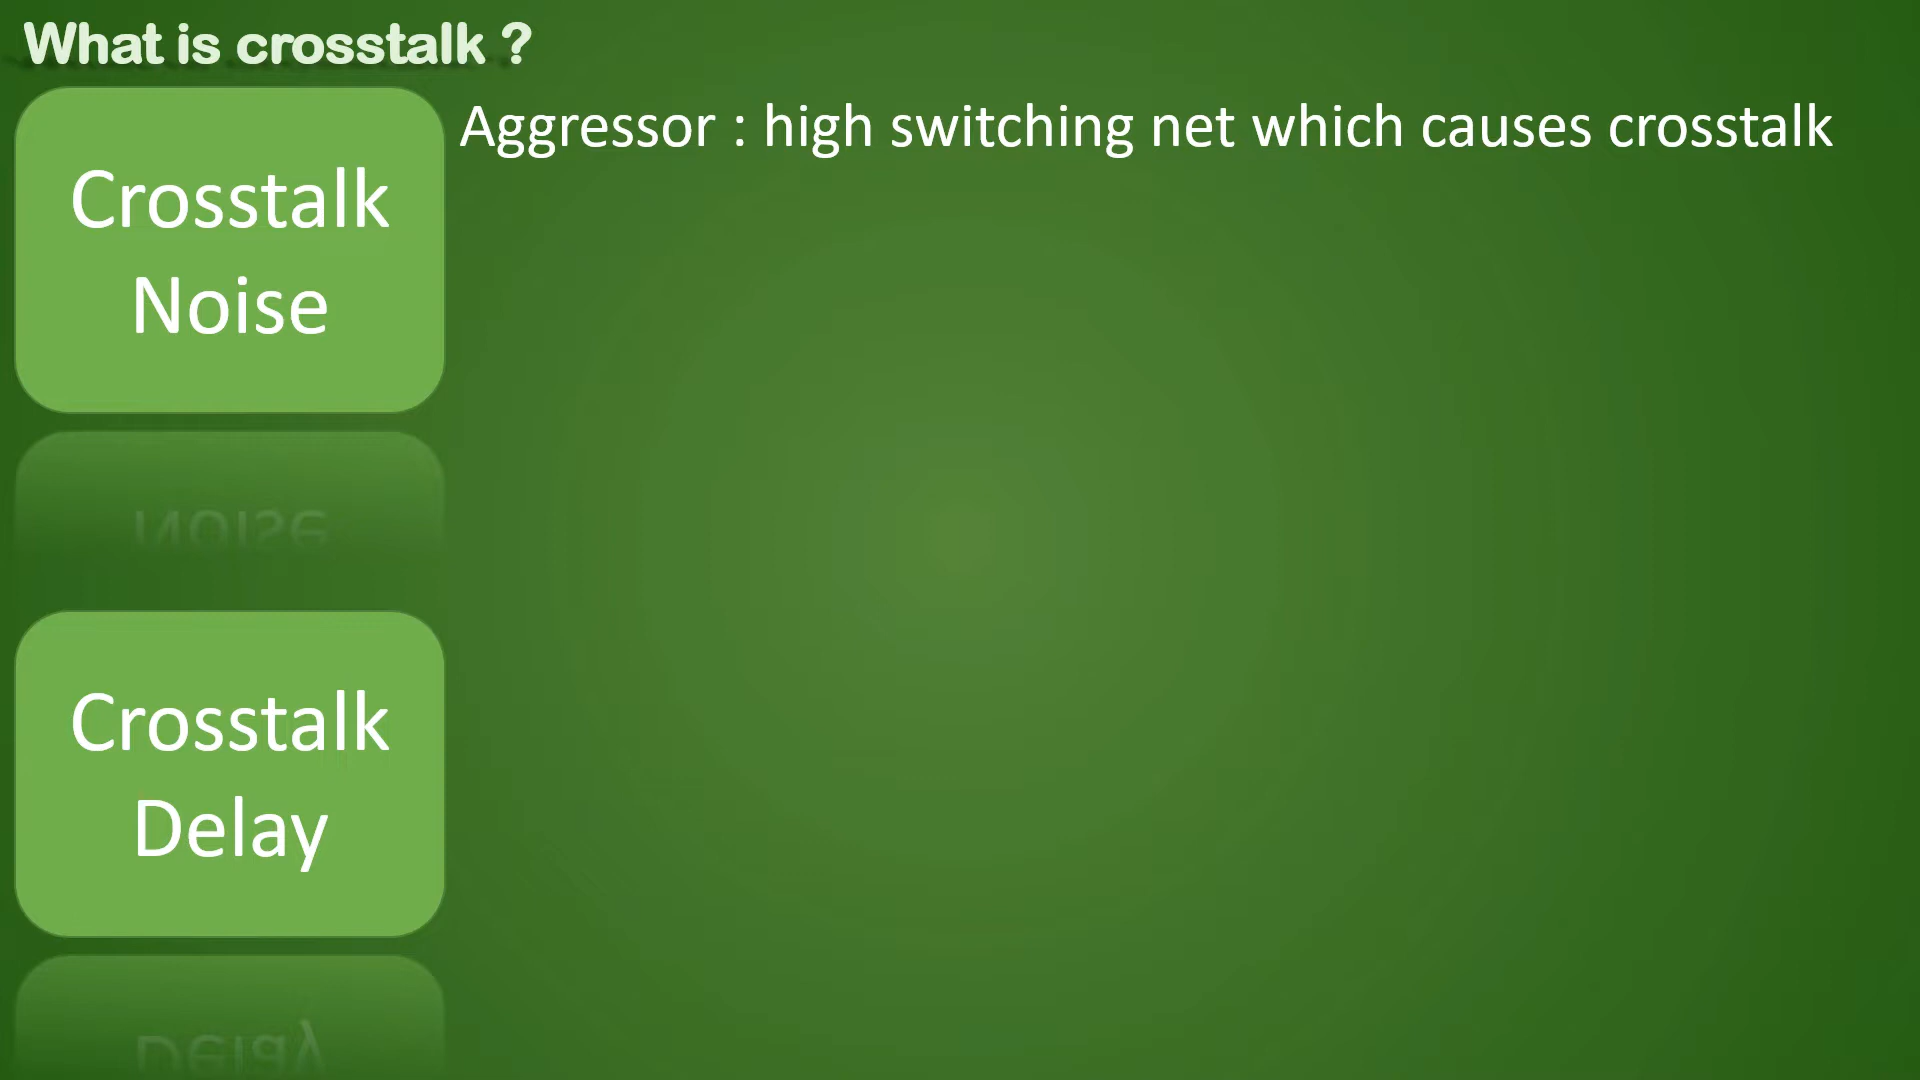 What is crosstalk ?
Aggressor : high switching net which causes crosstalk
Crosstalk
Noise
Crosstalk
Delay